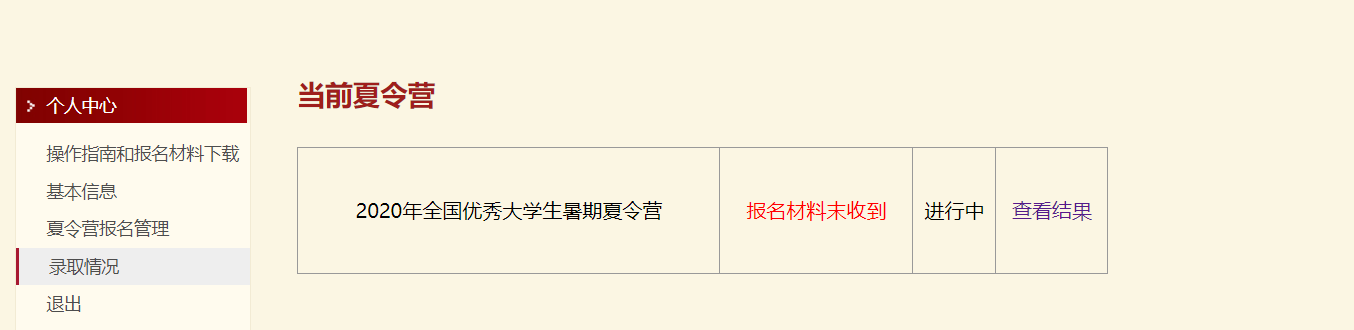 当前夏令营
个人中心
操作指南和报名材料下载
基本信息
夏令营报名管理
录取情况
退出
2020年全国优秀大学生暑期夏令营
报名材料未收到
进行中
查看结果